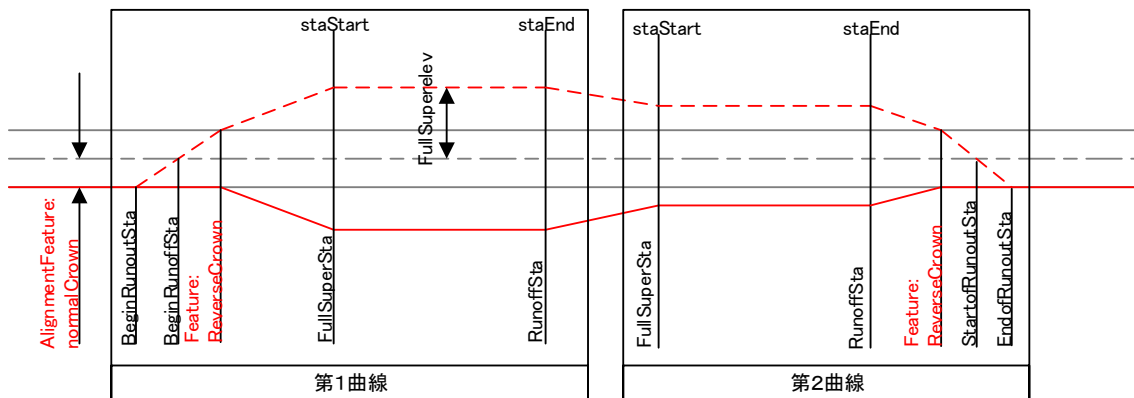 staStart
staEnd
staStart
staEnd
FullSuperelev
AlignmentFeature:
normalCrown
BeginRunoutSta
BeginRunoffSta
Feature:
ReverseCrown
FullSuperSta
RunoffSta
FullSuperSta
RunoffSta
Feature:
ReverseCrown
StartofRunoutSta
EndofRunoutSta
第1曲線
第2曲線